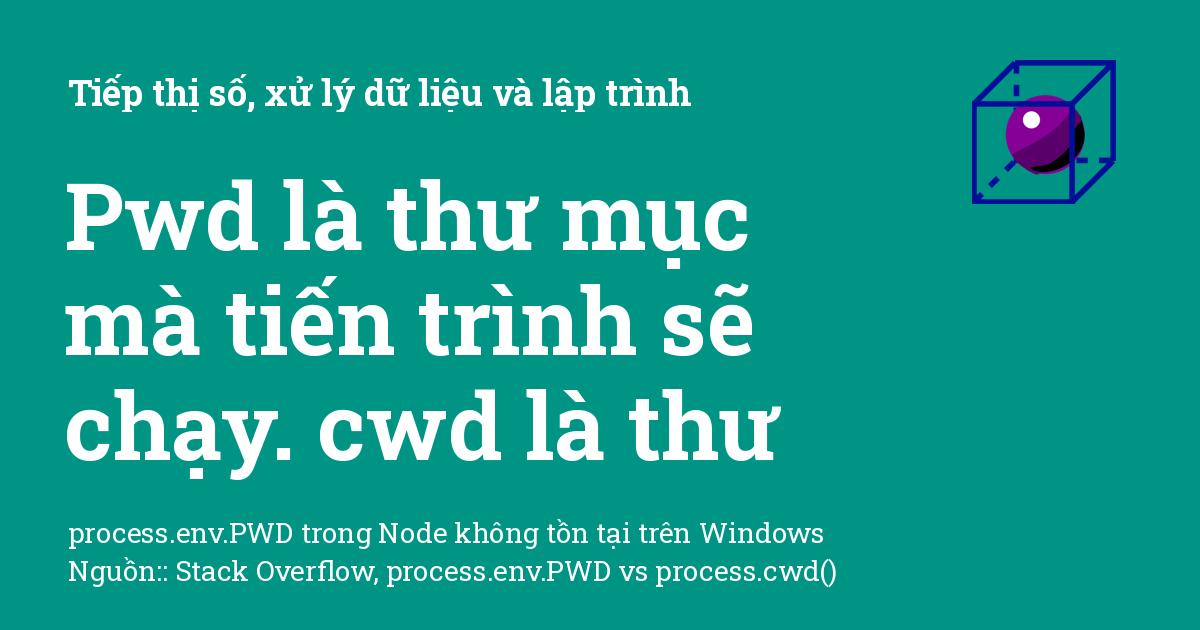 Tiếp thị số, xử lý dữ liệu và lập trình
Pwd là thư mục
mà tiến trình sẽ
chạy. cwd là thư
process.env.PWD trong Node không tồn tại trên Windows
Nguồn:: Stack Overflow, process.env.PWD vs process.cwd()